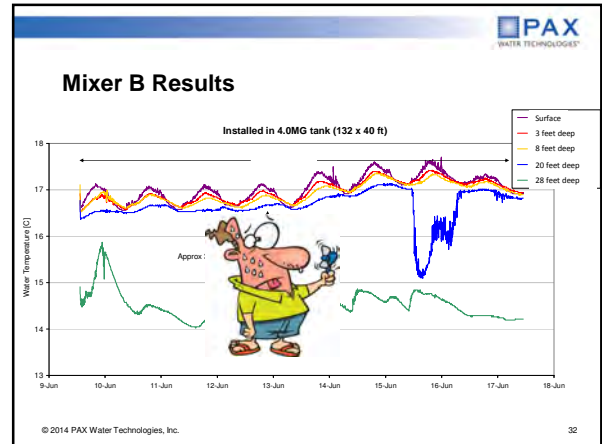 PAX
WATER TECHNOLOGIES
Mixer B Results
Installed in 4.0MG tank (132 x 40 ft)
Surface
3 feet deep
8 feet deep
20 feet deep
28 feet deep
18
17
16
15
14
13
Water Temperature [C]
Approx
9-Jun 10-Jun 11-Jun 12-Jun 13-Jun 14-Jun 15-Jun 16-Jun 17-Jun 18-Jun
© 2014 PAX Water Technologies, Inc.
32